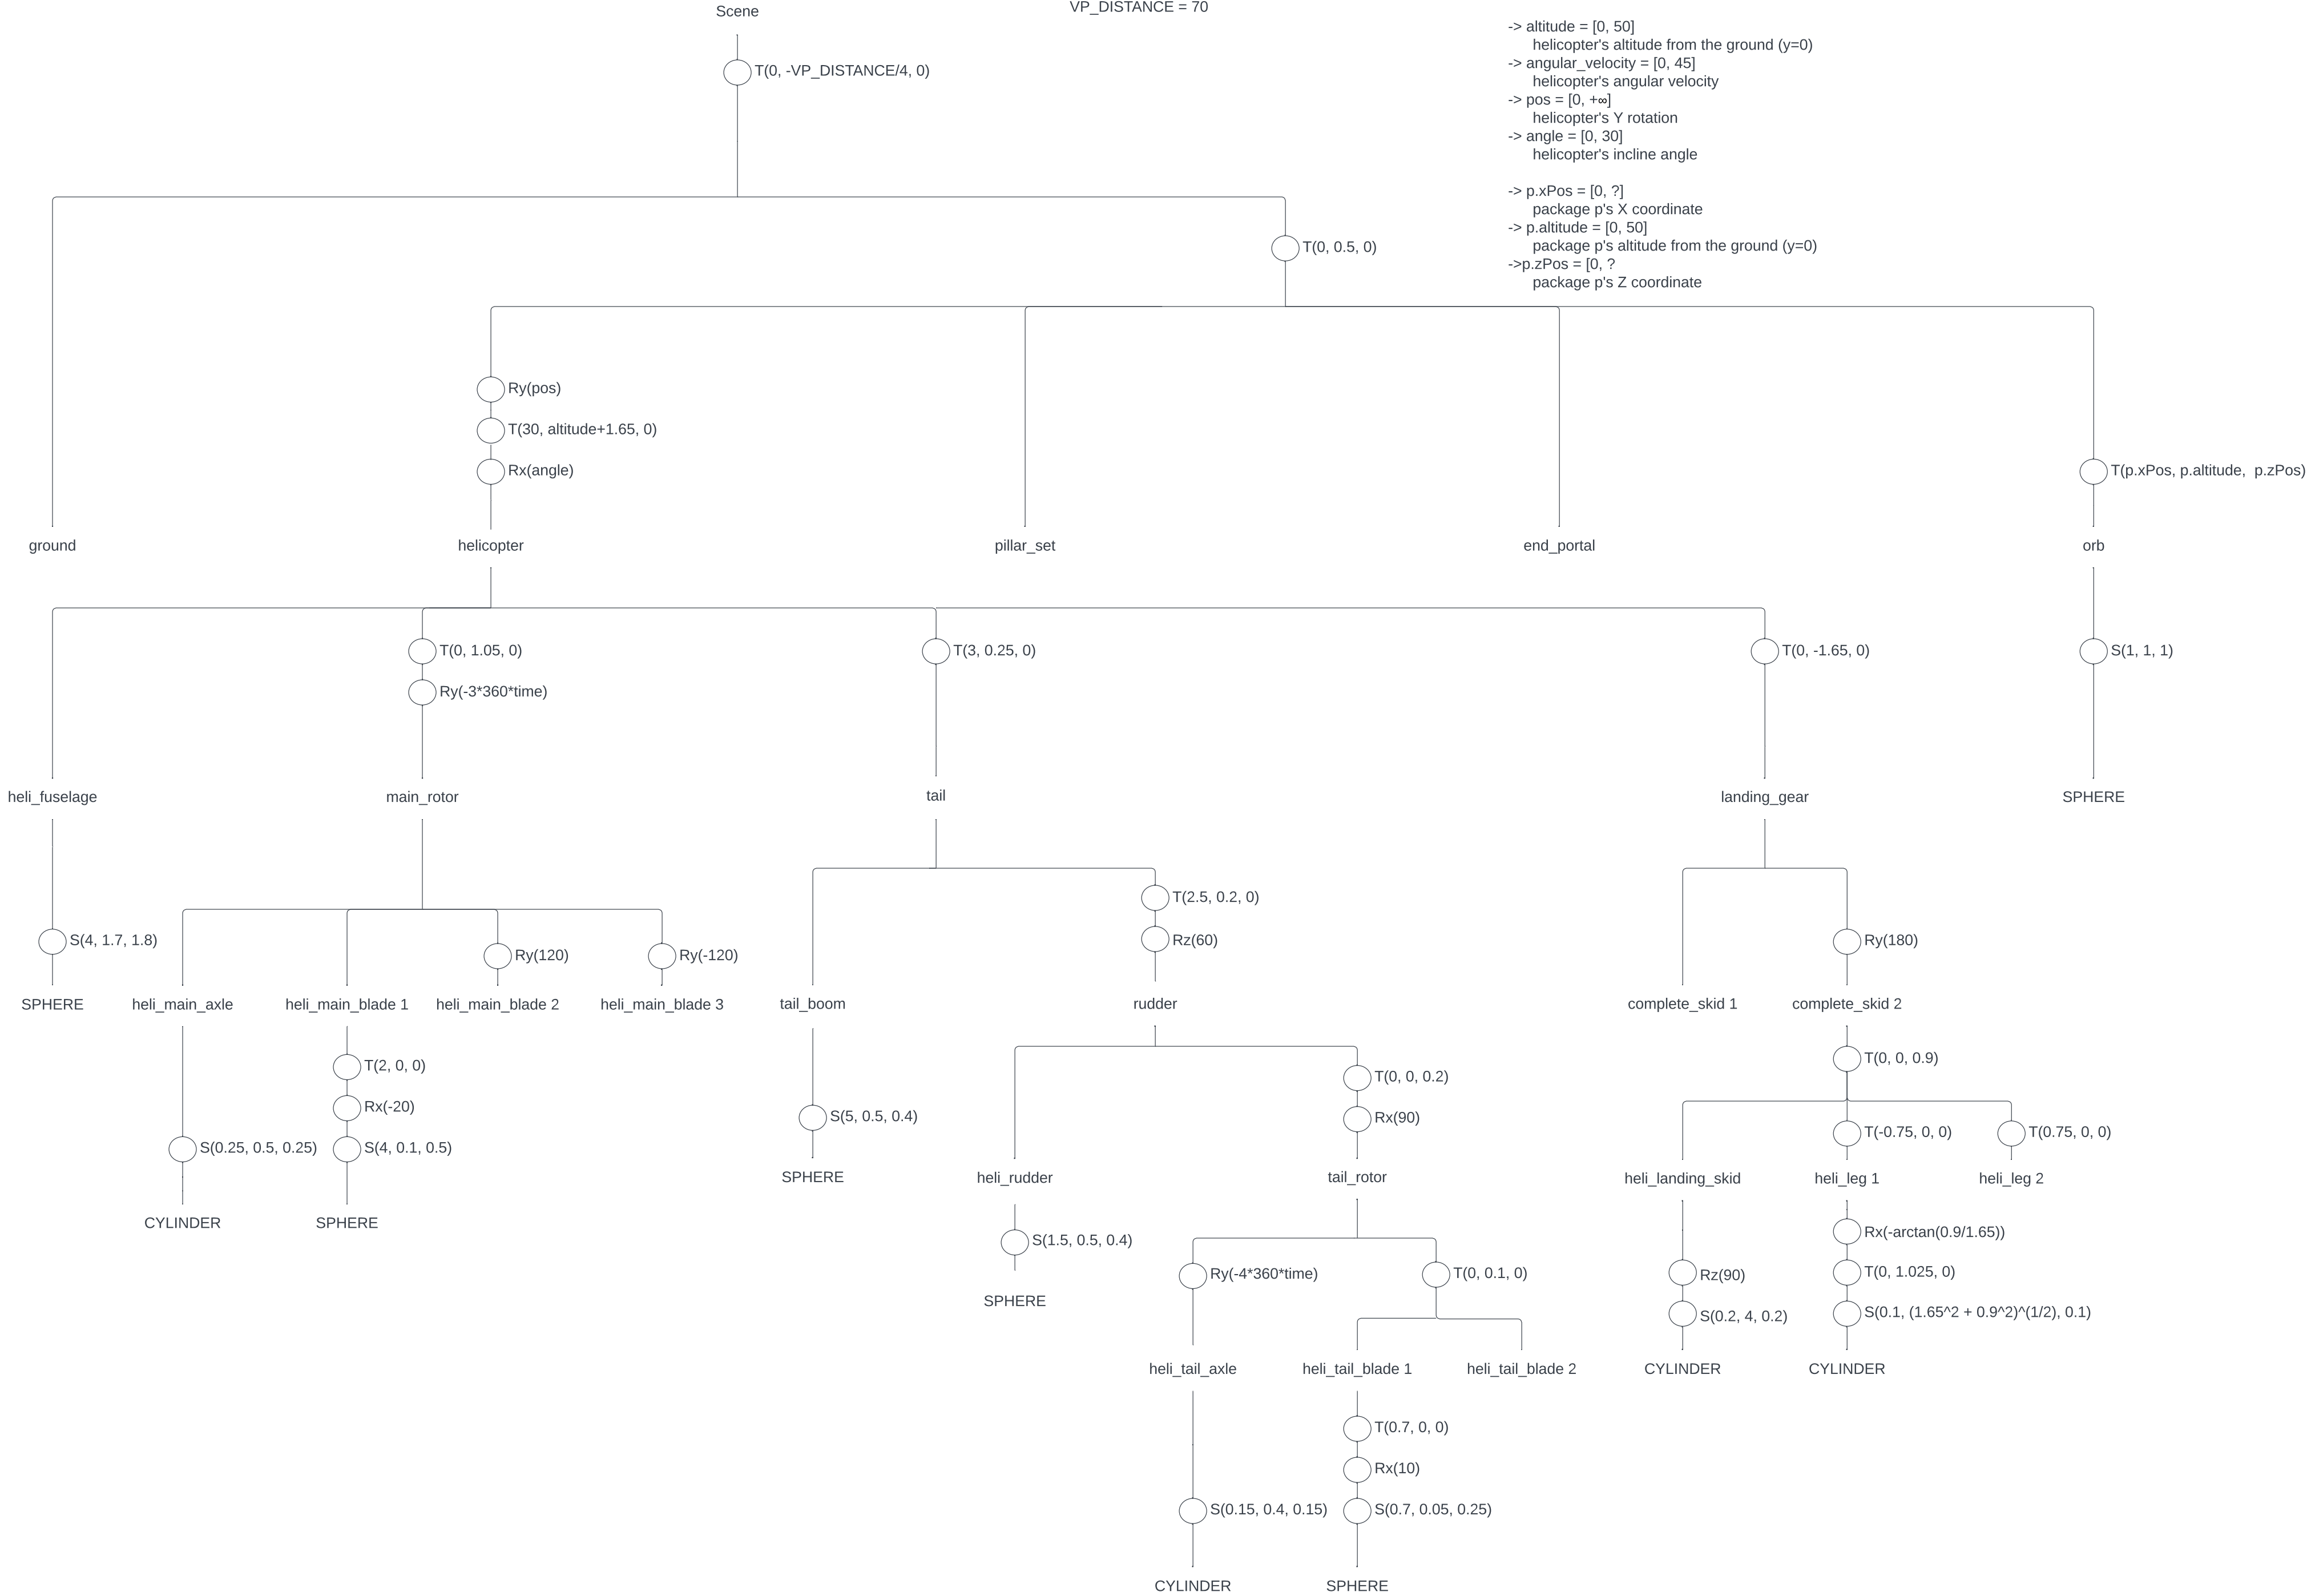 Scene
VP_DISTANCE = 70
T(0, -VP_DISTANCE/4, 0)
-> altitude = [0, 50]
helicopter's altitude from the ground (y=0)
-> angular_velocity = [0, 45]
helicopter's angular velocity
-> pos = [0, +∞]
helicopter's Y rotation
-> angle = [0, 30]
helicopter's incline angle
-> p.xPos = [0, ?]
package p's X coordinate
-> p.altitude = [0, 50]
package p's altitude from the ground (y=0)
->p.zPos = [0, ?
package p's Z coordinate
T(0, 0.5, 0)
Ry(pos)
T(30, altitude+1.65, 0)
Rx(angle)
T(p.xPos, p.altitude,  p.zPos)
ground
helicopter
pillar_set
end_portal
orb
T(0, 1.05, 0)
T(3, 0.25, 0)
T(0, -1.65, 0)
S(1, 1, 1)
Ry(-3*360*time)
heli_fuselage
main_rotor
tail
landing_gear
SPHERE
T(2.5, 0.2, 0)
Rz(60)
S(4, 1.7, 1.8)
Ry(120)
Ry(-120)
Ry(180)
SPHERE
heli_main_axle
heli_main_blade 1
heli_main_blade 2
heli_main_blade 3
tail_boom
rudder
complete_skid 1
complete_skid 2
T(2, 0, 0)
Rx(-20)
S(0.25, 0.5, 0.25)
S(4, 0.1, 0.5)
S(5, 0.5, 0.4)
T(0, 0, 0.2)
Rx(90)
T(0, 0, 0.9)
T(-0.75, 0, 0)
T(0.75, 0, 0)
CYLINDER
SPHERE
SPHERE
heli_rudder
tail_rotor
heli_landing_skid
heli_leg 1
heli_leg 2
S(1.5, 0.5, 0.4)
SPHERE
Ry(-4*360*time)
T(0, 0.1, 0)
Rz(90)
S(0.2, 4, 0.2)
Rx(-arctan(0.9/1.65))
T(0, 1.025, 0)
S(0.1, (1.65^2 + 0.9^2)^(1/2), 0.1)
heli_tail_axle
heli_tail_blade 1
heli_tail_blade 2
CYLINDER
CYLINDER
T(0.7, 0, 0)
Rx(10)
S(0.15, 0.4, 0.15)
S(0.7, 0.05, 0.25)
CYLINDER
SPHERE